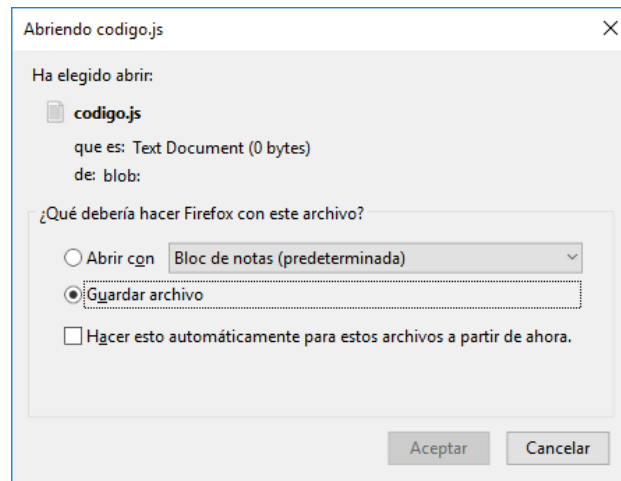 Abriendo codigo.js
Ha elegido abrir:
codigo.js
que es: Text Document (0 bytes)
de: blob:
¿Qué debería hacer Firefox con este archivo?
Abrir con Bloc de notas (predeterminada)
Guardar archivo
Hacer esto automáticamente para estos archivos a partir de ahora.
Aceptar Cancelar